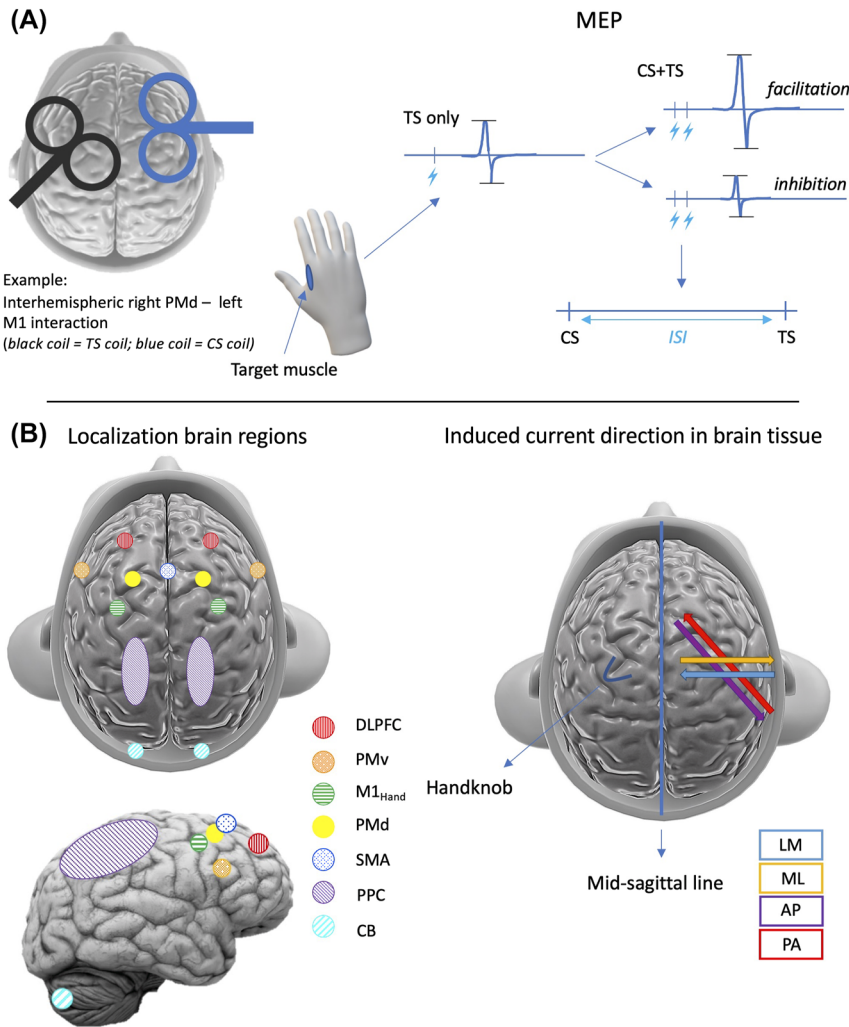 (A)
MEP
TS only
CS+TS
facilitation
inhibition
Example:
Interhemispheric right PMd – left
M1 interaction
(black coil = TS coil; blue coil = CS coil)
Target muscle
CS
ISI
TS
(B)
Localization brain regions
Induced current direction in brain tissue
DLPFC
PMv
M1Hand
PMd
SMA
PPC
CB
Handknob
Mid-sagittal line
LM
ML
AP
PA